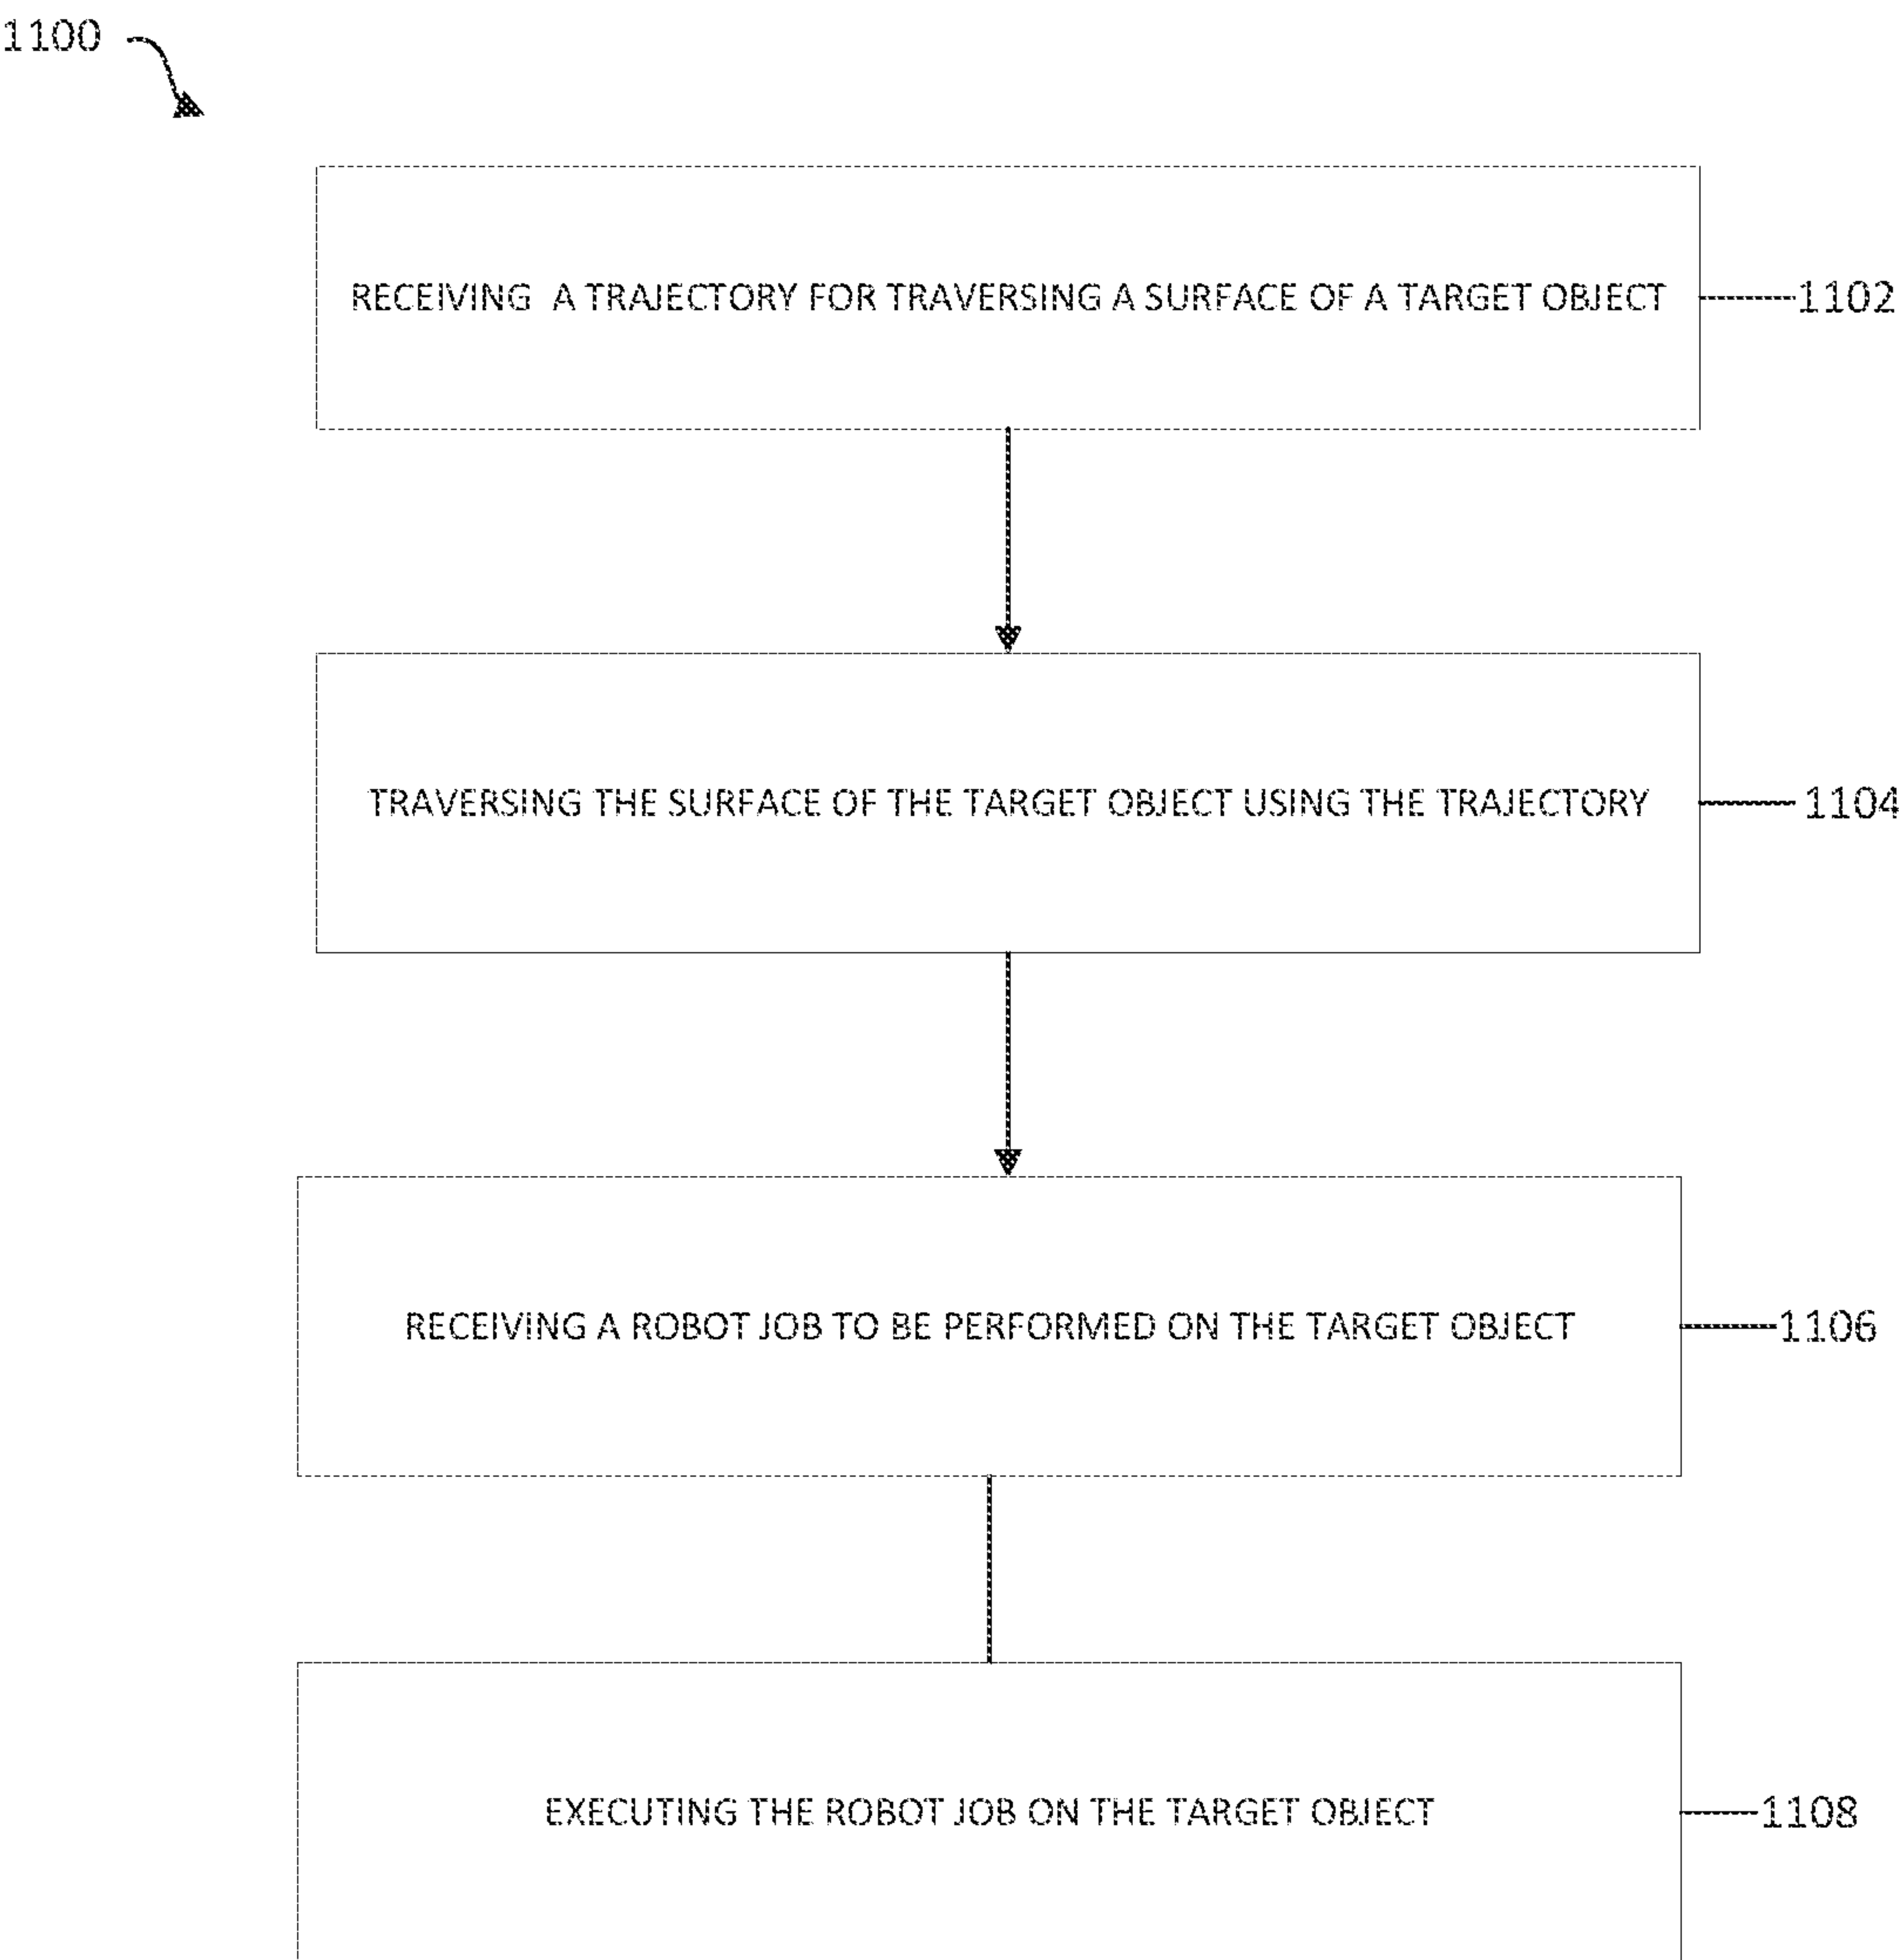 1100
RECEIVING A TRAJECTORY FOR TRAVERSING A SURFACE OF A TARGET OBJECT
1102
TRAVERSING THE SURFACE OF THE TARGET OBJECT USING THE TRAJECTORY
1104
RECEIVING A ROBOT JOB TO BE PERFORMED ON THE TARGET OBJECT
1106
EXECUTING THE ROBOT JOB ON THE TARGET OBJECT
1108